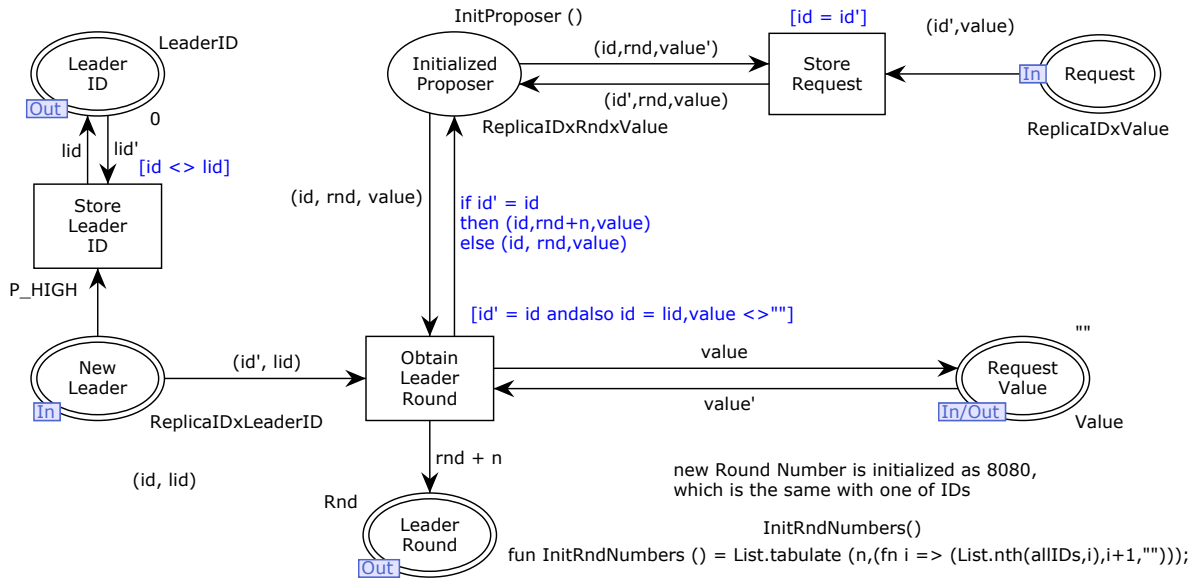 InitProposer ()
[id = id']
LeaderID
Leader
ID
Out
0
lid
lid'
[id <> lid]
Store
Leader
ID
P_HIGH
New
Leader
In
ReplicaIDxLeaderID
(id, lid)
(id', lid)
Initialized
Proposer
ReplicaIDxRndxValue
(id,rnd,value')
(id',rnd,value)
Store
Request
(id',value)
Request
In
ReplicaIDxValue
(id, rnd, value)
if id' = id
then (id,rnd+n,value)
else (id, rnd,value)
[id' = id andalso id = lid,value <>""]
Obtain
Leader
Round
value
value'
""
Request
Value
In/Out
Value
rnd + n
Rnd
Leader
Round
Out
new Round Number is initialized as 8080,
which is the same with one of IDs
InitRndNumbers()
fun InitRndNumbers () = List.tabulate (n,(fn i => (List.nth(allIDs,i),i+1,"")));